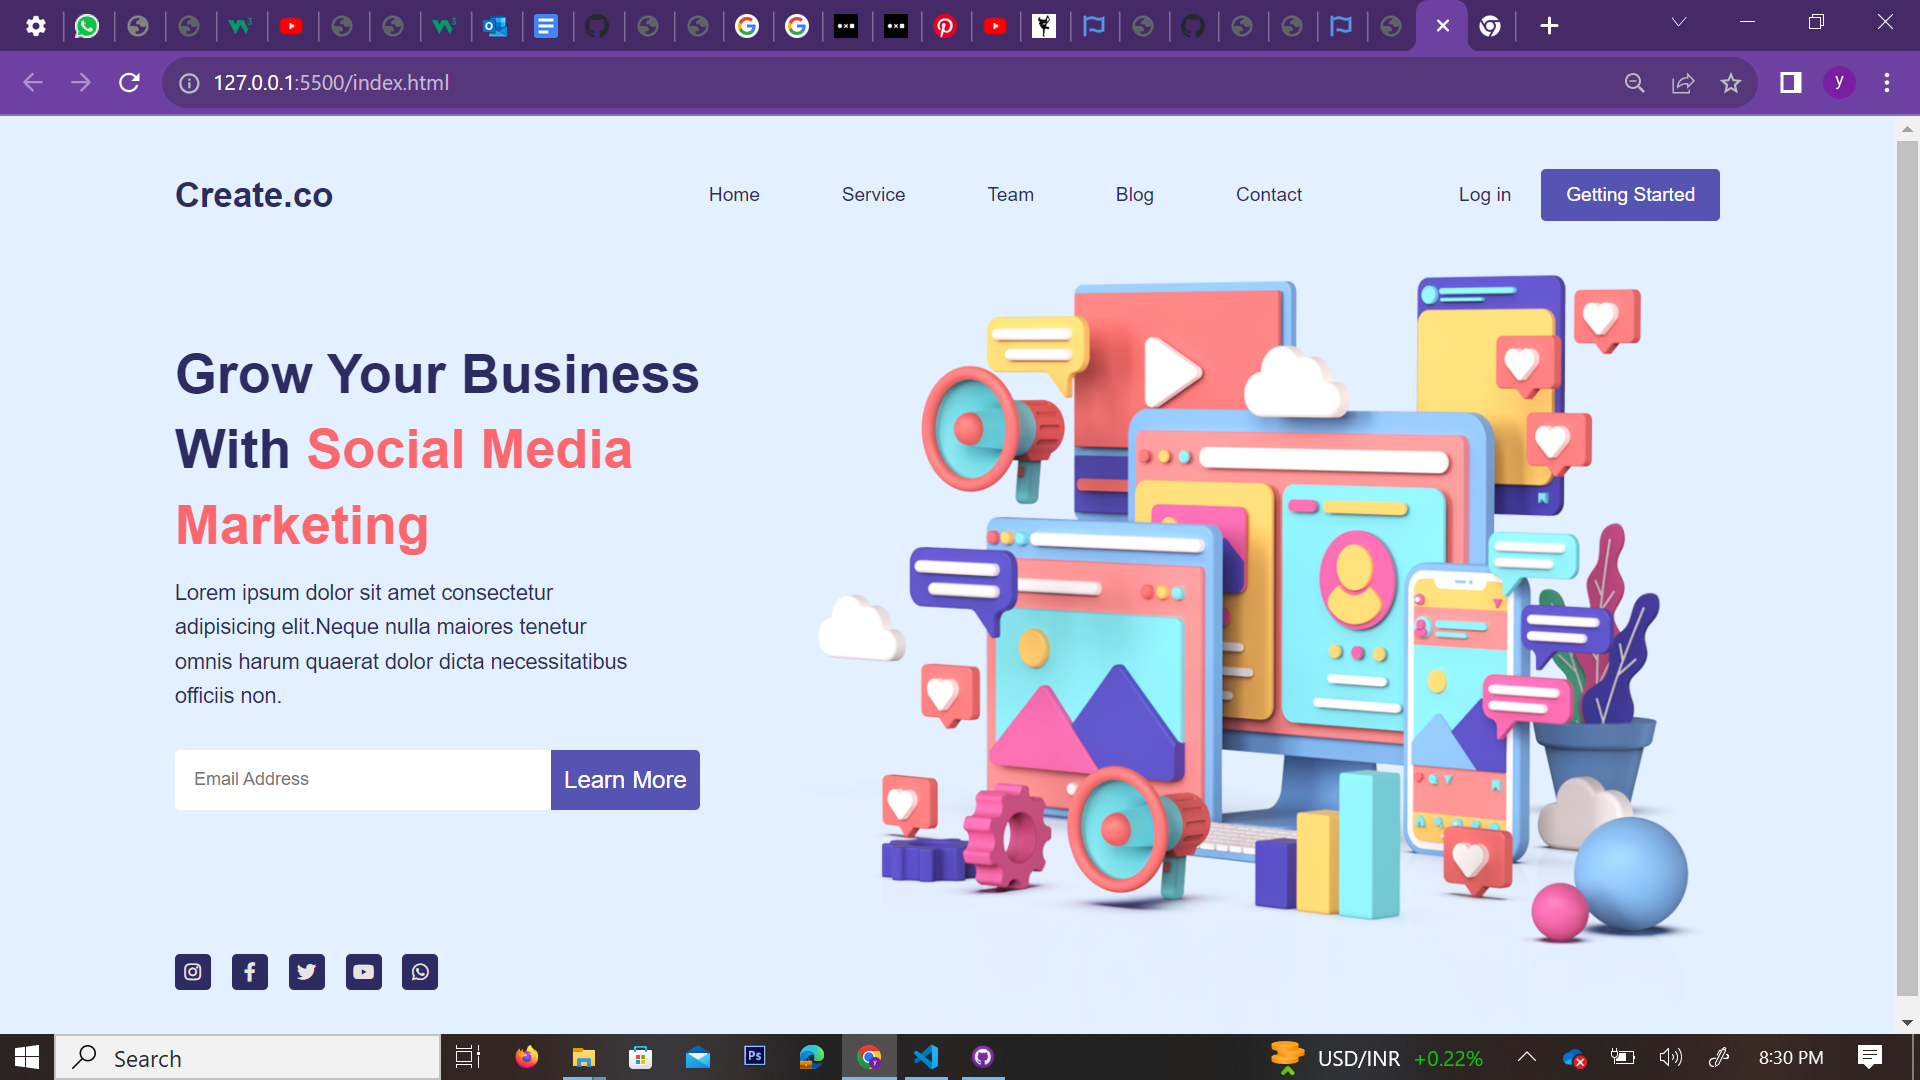 127.0.0.1:5500/index.html
y
Create.co
Home Service Team Blog Contact Log in Getting Started
Grow Your Business
With Social Media
Marketing
Lorem ipsum dolor sit amet consectetur
adipisicing elit.Neque nulla maiores tenetur
omnis harum quaerat dolor dicta necessitatibus
officiis non.
Email Address Learn More
Search
Ps
USD/INR +0.22%
8:30 PM